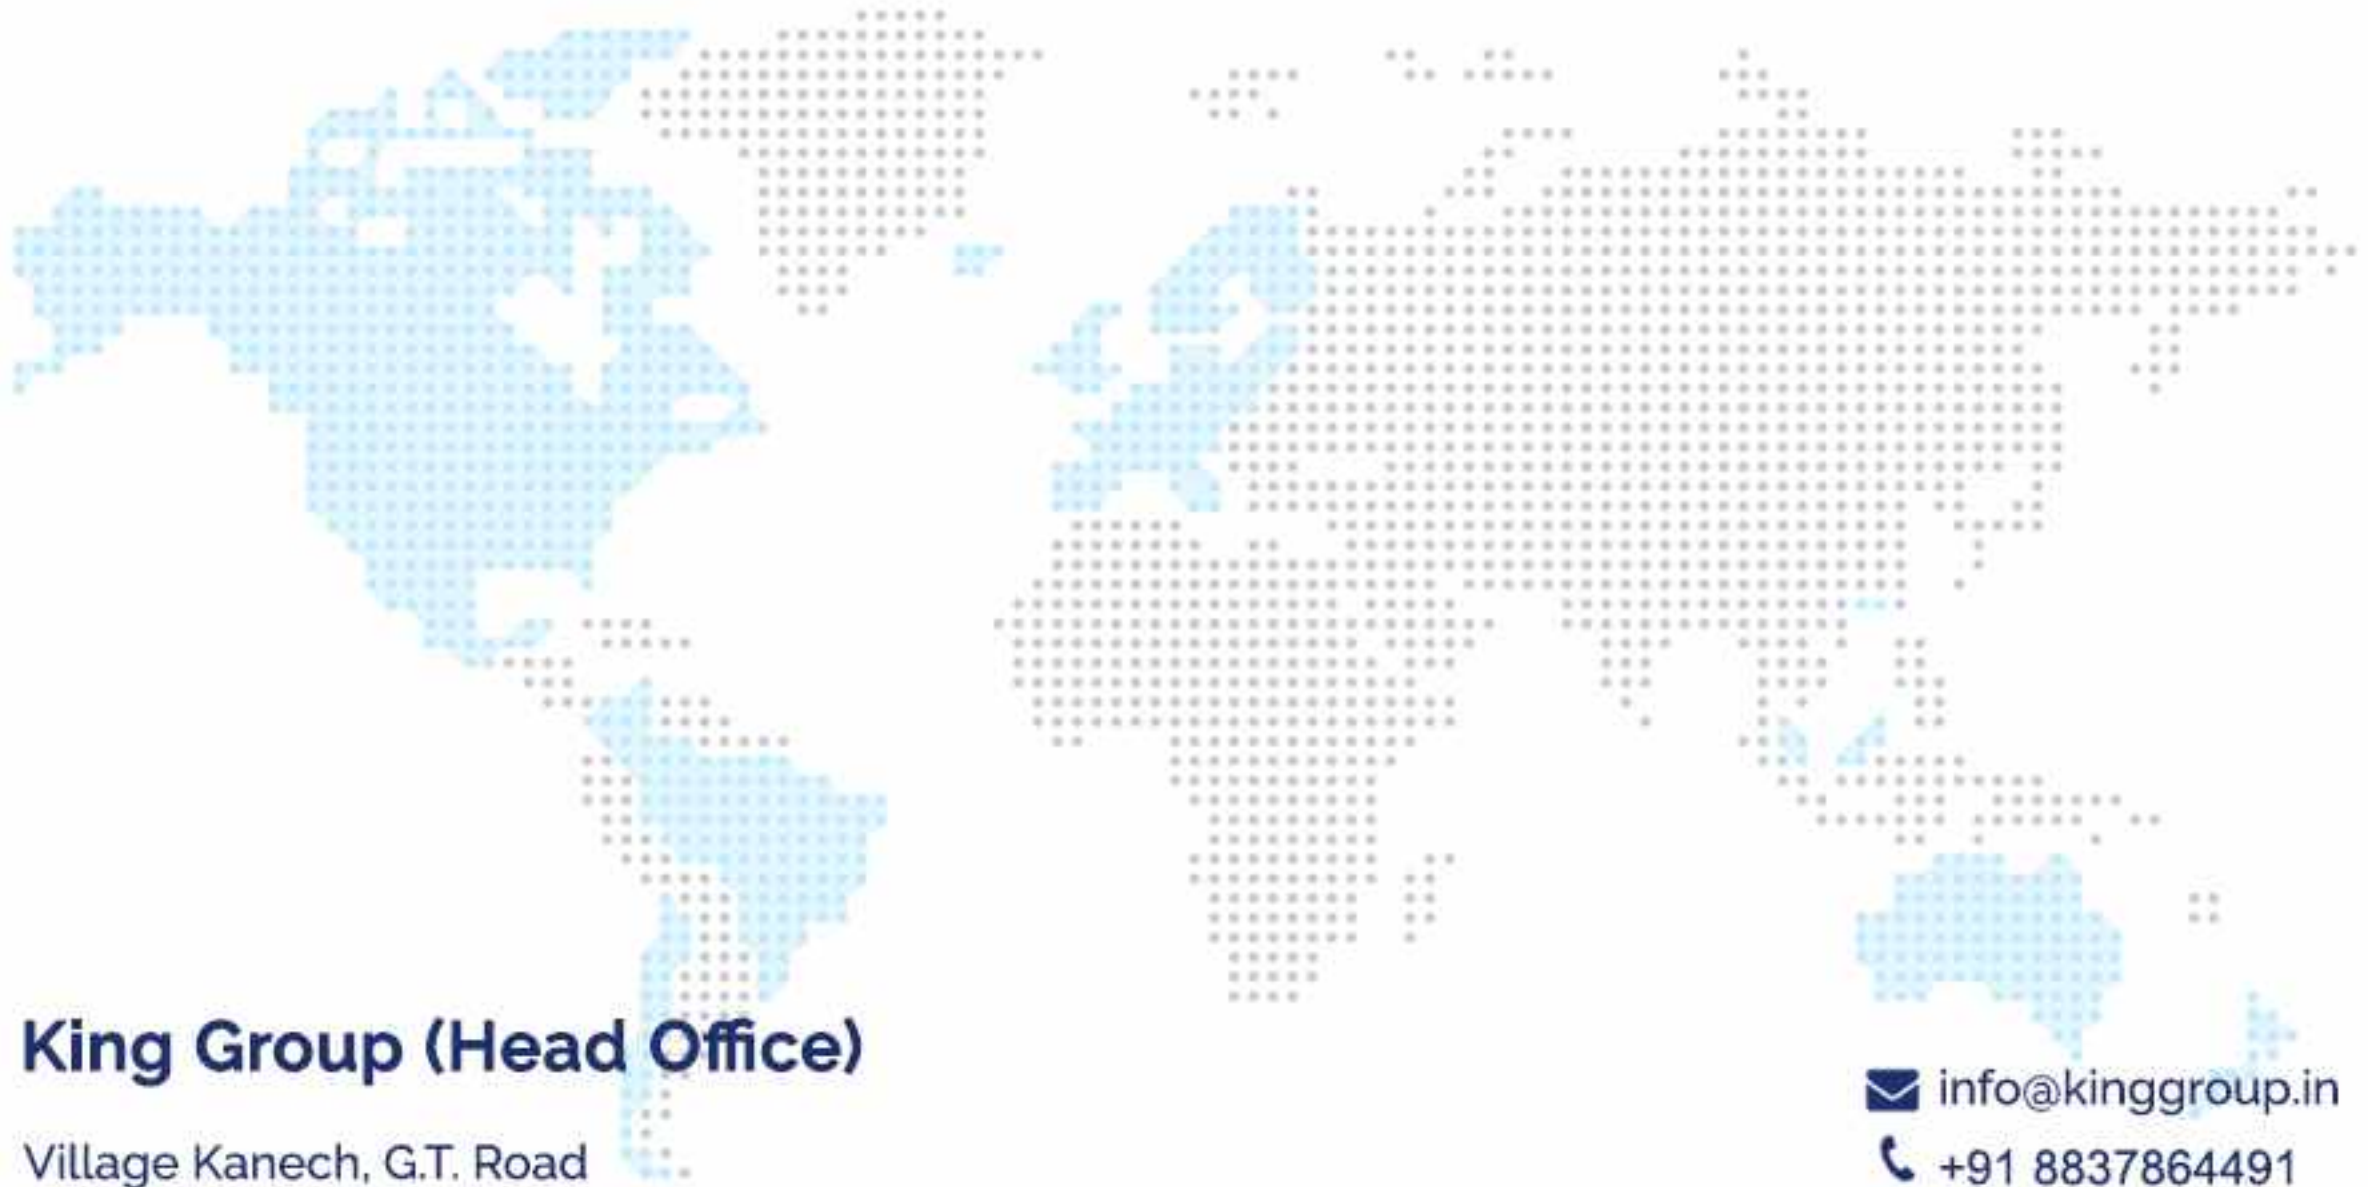 King Group (Head Office)
Village Kanech, G.T. Road
info@kinggroup.in
+91 8837864491